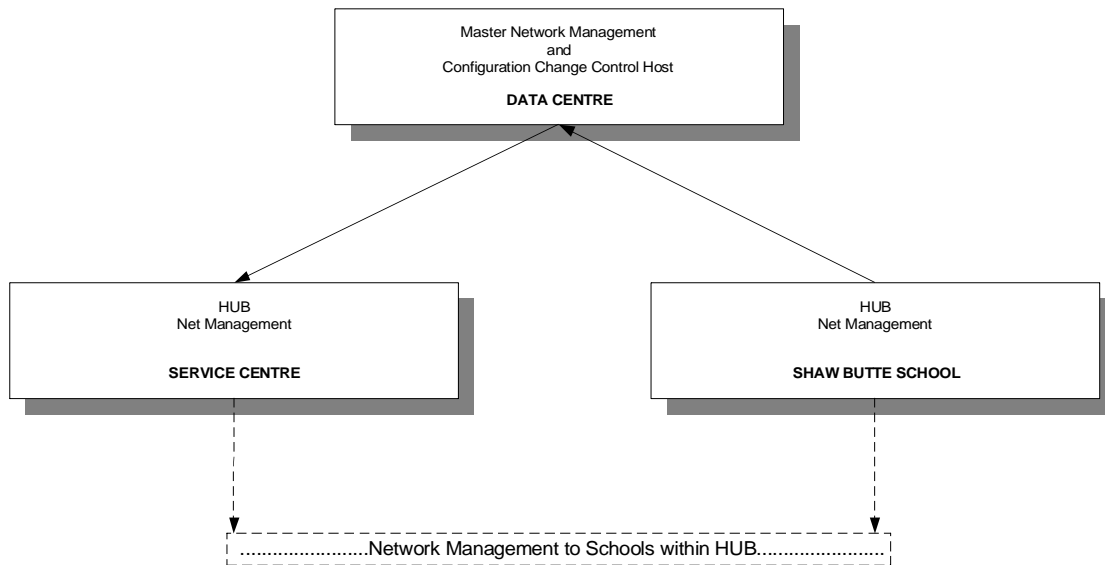 Master Network Management
and
Configuration Change Control Host
DATA CENTRE
HUB
Net Management
SERVICE CENTRE
HUB
Net Management
SHAW BUTTE SCHOOL
.......................Network Management to Schools within HUB.......................